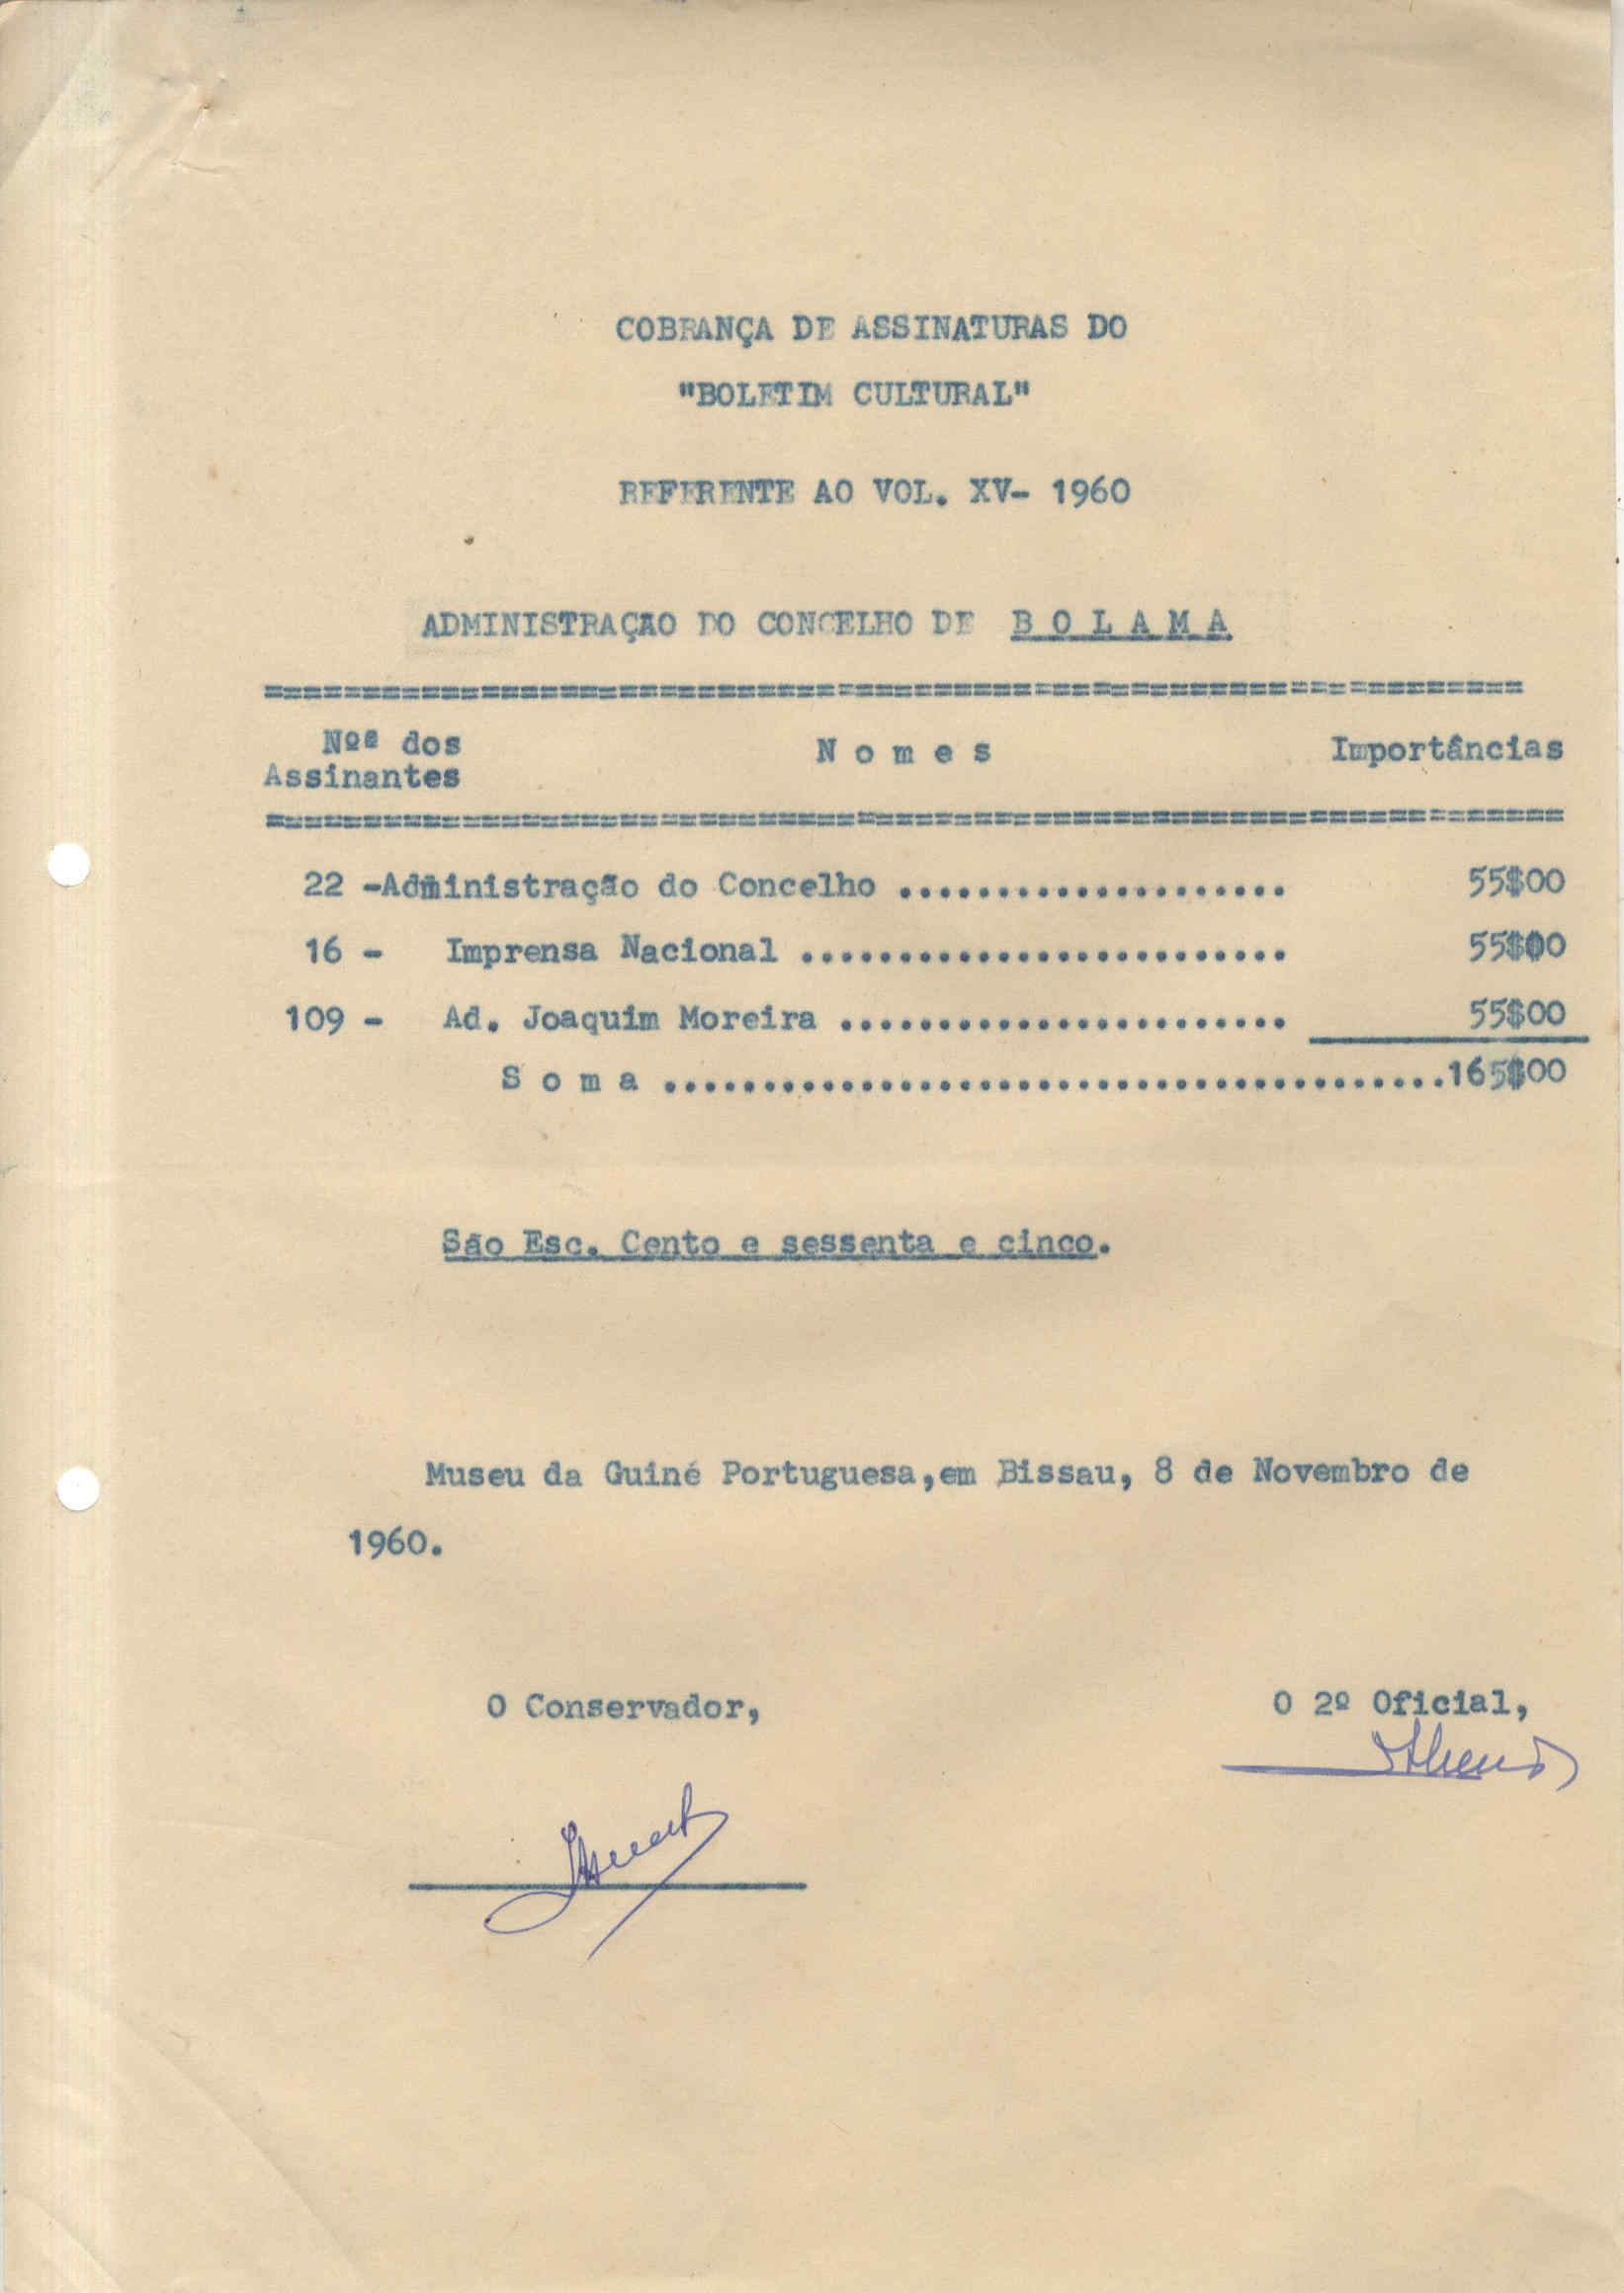 COBRANÇA DE ASSINATURAS DO
"BOLETIM CULTURAL"
REFERENTE AO VOL. XV- 1960
ADMINISTRAÇÃO DO CONCELHO DE B O L A M A
================================================================
Nºs dos
Assinantes N o m e s Importâncias
==================================================================
22 -Administração do Concelho .................... 55$00
16 - Imprensa Nacional ......................... 55$00
109 - Ad. Joaquim Moreira ....................... 55$00
S o m a ........................................165$00
São Esc. Cento e sessenta e cinco.
Museu da Guiné Portuguesa,em Bissau, 8 de Novembro de
1960.
O Conservador, O 2º Oficial,